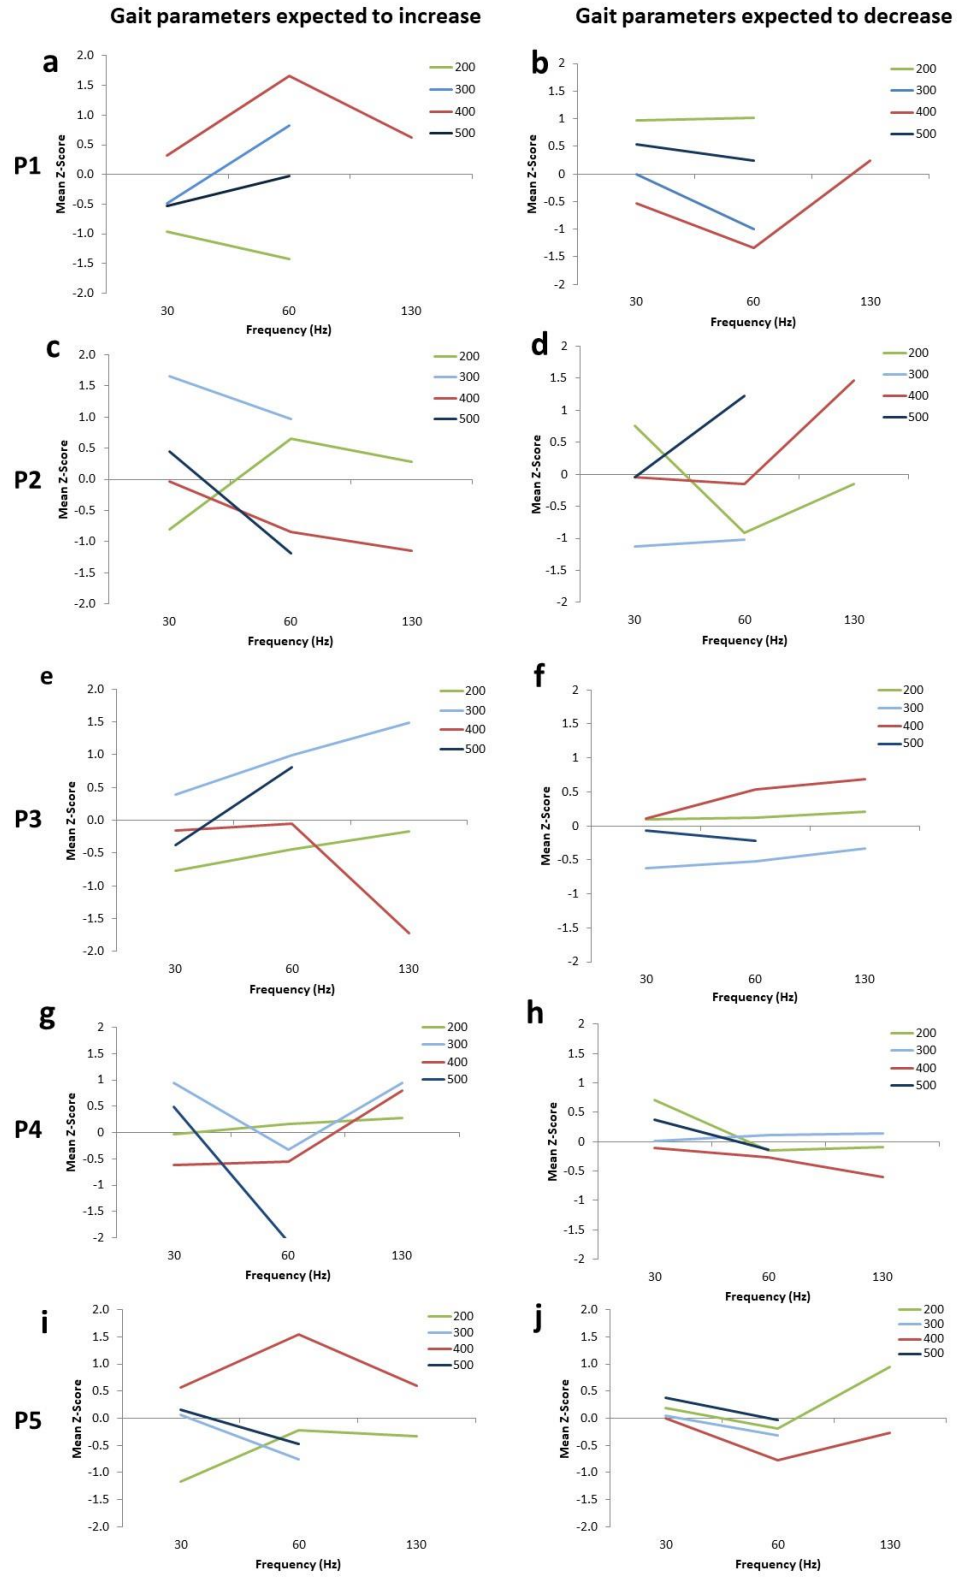 Gait parameters expected to increase
Gait parameters expected to decrease
P1
a
2.0
1.5
1.0
0.5
0.0
-0.5
-1.0
-1.5
-2.0
Mean Z-Score
30 60 130
Frequency (Hz)
200
300
400
500
b
2
1.5
1
0.5
0
-0.5
-1
-1.5
-2
Mean Z-Score
30 60 130
Frequency (Hz)
200
300
400
500
P2
c
2.0
1.5
1.0
0.5
0.0
-0.5
-1.0
-1.5
-2.0
Mean Z-Score
30 60 130
Frequency (Hz)
200
300
400
500
d
2
1.5
1
0.5
0
-0.5
-1
-1.5
-2
Mean Z-Score
30 60 130
Frequency (Hz)
200
300
400
500
P3
e
2.0
1.5
1.0
0.5
0.0
-0.5
-1.0
-1.5
-2.0
Mean Z-Score
30 60 130
Frequency (Hz)
200
300
400
500
f
2
1.5
1
0.5
0
-0.5
-1
-1.5
-2
Mean Z-Score
30 60 130
Frequency (Hz)
200
300
400
500
P4
g
2
1.5
1
0.5
0
-0.5
-1
-1.5
-2
Mean Z-Score
30 60 130
Frequency (Hz)
200
300
400
500
h
2
1.5
1
0.5
0
-0.5
-1
-1.5
-2
Mean Z-Score
30 60 130
Frequency (Hz)
200
300
400
500
P5
i
2.0
1.5
1.0
0.5
0.0
-0.5
-1.0
-1.5
-2.0
Mean Z-Score
30 60 130
Frequency (Hz)
200
300
400
500
j
2.0
1.5
1.0
0.5
0.0
-0.5
-1.0
-1.5
-2.0
Mean Z-Score
30 60 130
Frequency (Hz)
200
300
400
500